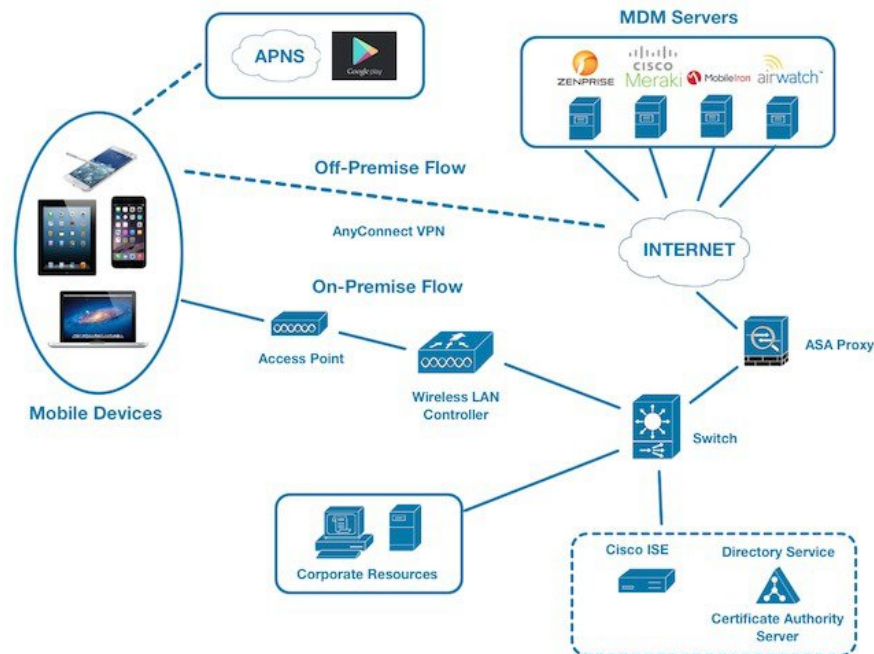 MDM Servers
APNS
Google play
ZENPRISE
CISCO
Meraki
MobileIron
airwatch
Off-Premise Flow
AnyConnect VPN
INTERNET
On-Premise Flow
Access Point
ASA Proxy
Wireless LAN
Controller
Mobile Devices
Switch
Corporate Resources
Cisco ISE
Directory Service
Certificate Authority
Server